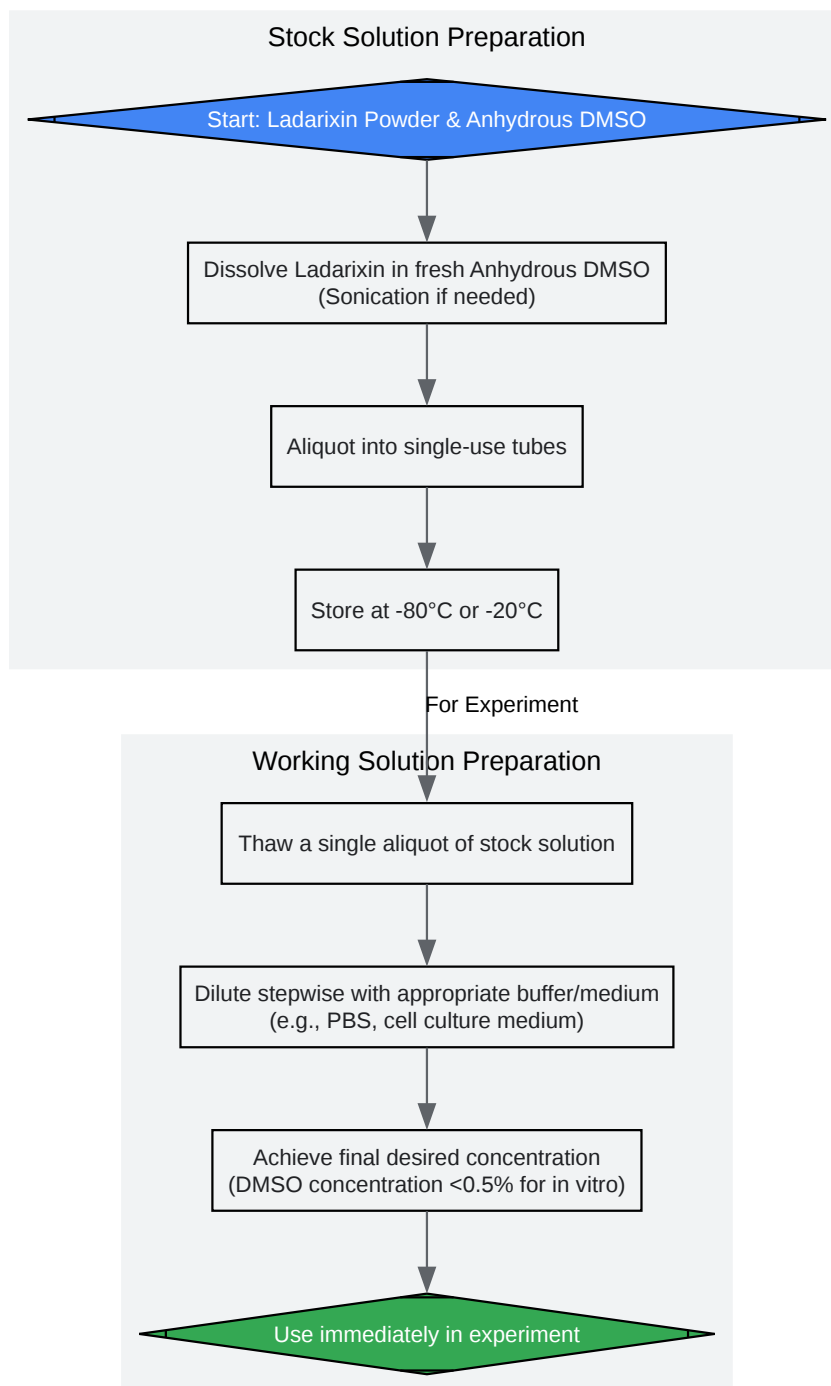 Stock Solution Preparation
Start: Ladarixin Powder & Anhydrous DMSO
Dissolve Ladarixin in fresh Anhydrous DMSO
(Sonication if needed)
Aliquot into single-use tubes
Store at -80°C or -20°C
For Experiment
Working Solution Preparation
Thaw a single aliquot of stock solution
Dilute stepwise with appropriate buffer/medium
(e.g., PBS, cell culture medium)
Achieve final desired concentration
(DMSO concentration <0.5% for in vitro)
Use immediately in experiment